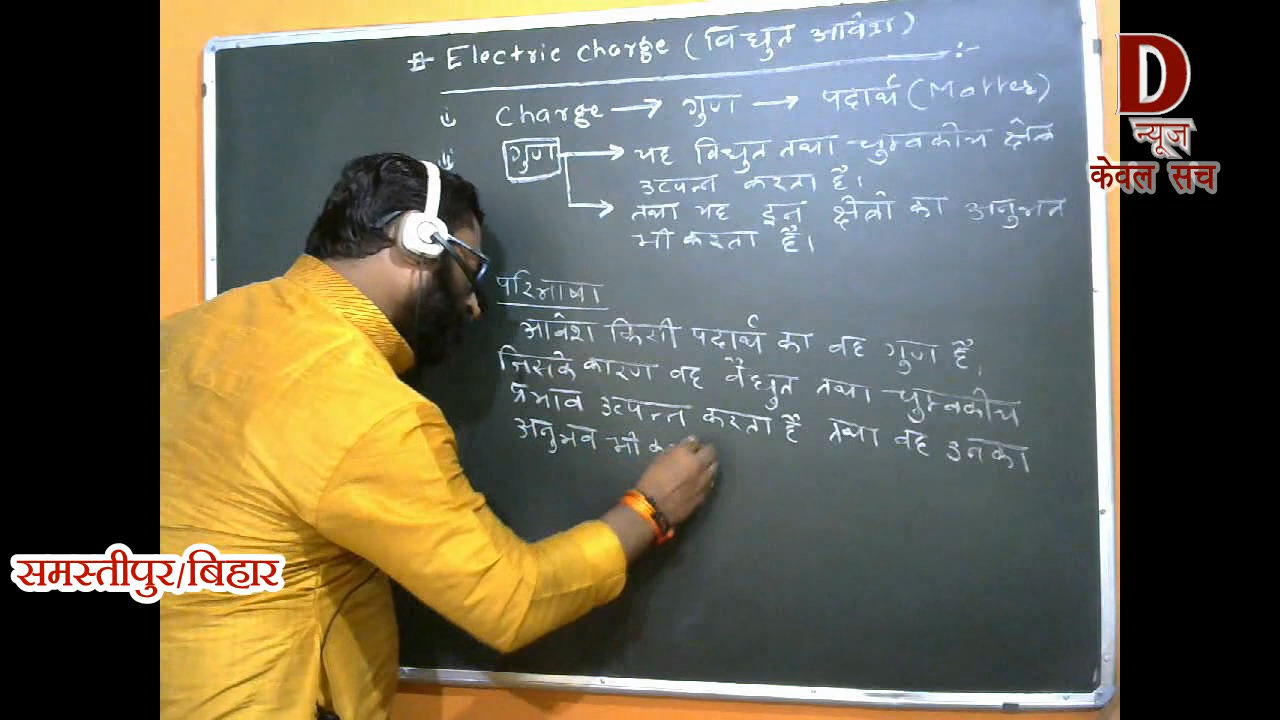 # Electric charge (विद्युत आवेश) :-
i) charge → गुण → पदार्थ (Matter)
ii) गुण → यह विद्युत तथा चुम्बकीय क्षेत्र
उत्पन्न करता है।
→ तथा यह इन क्षेत्रो का अनुभव
भी करता है।
परिभाषा
आवेश किसी पदार्थ का वह गुण है,
जिसके कारण वह वैद्युत तथा चुम्बकीय
प्रभाव उत्पन्न करता है तथा वह उनका
अनुभव भी
D
न्यूज
केवल सच
समस्तीपुर/बिहार